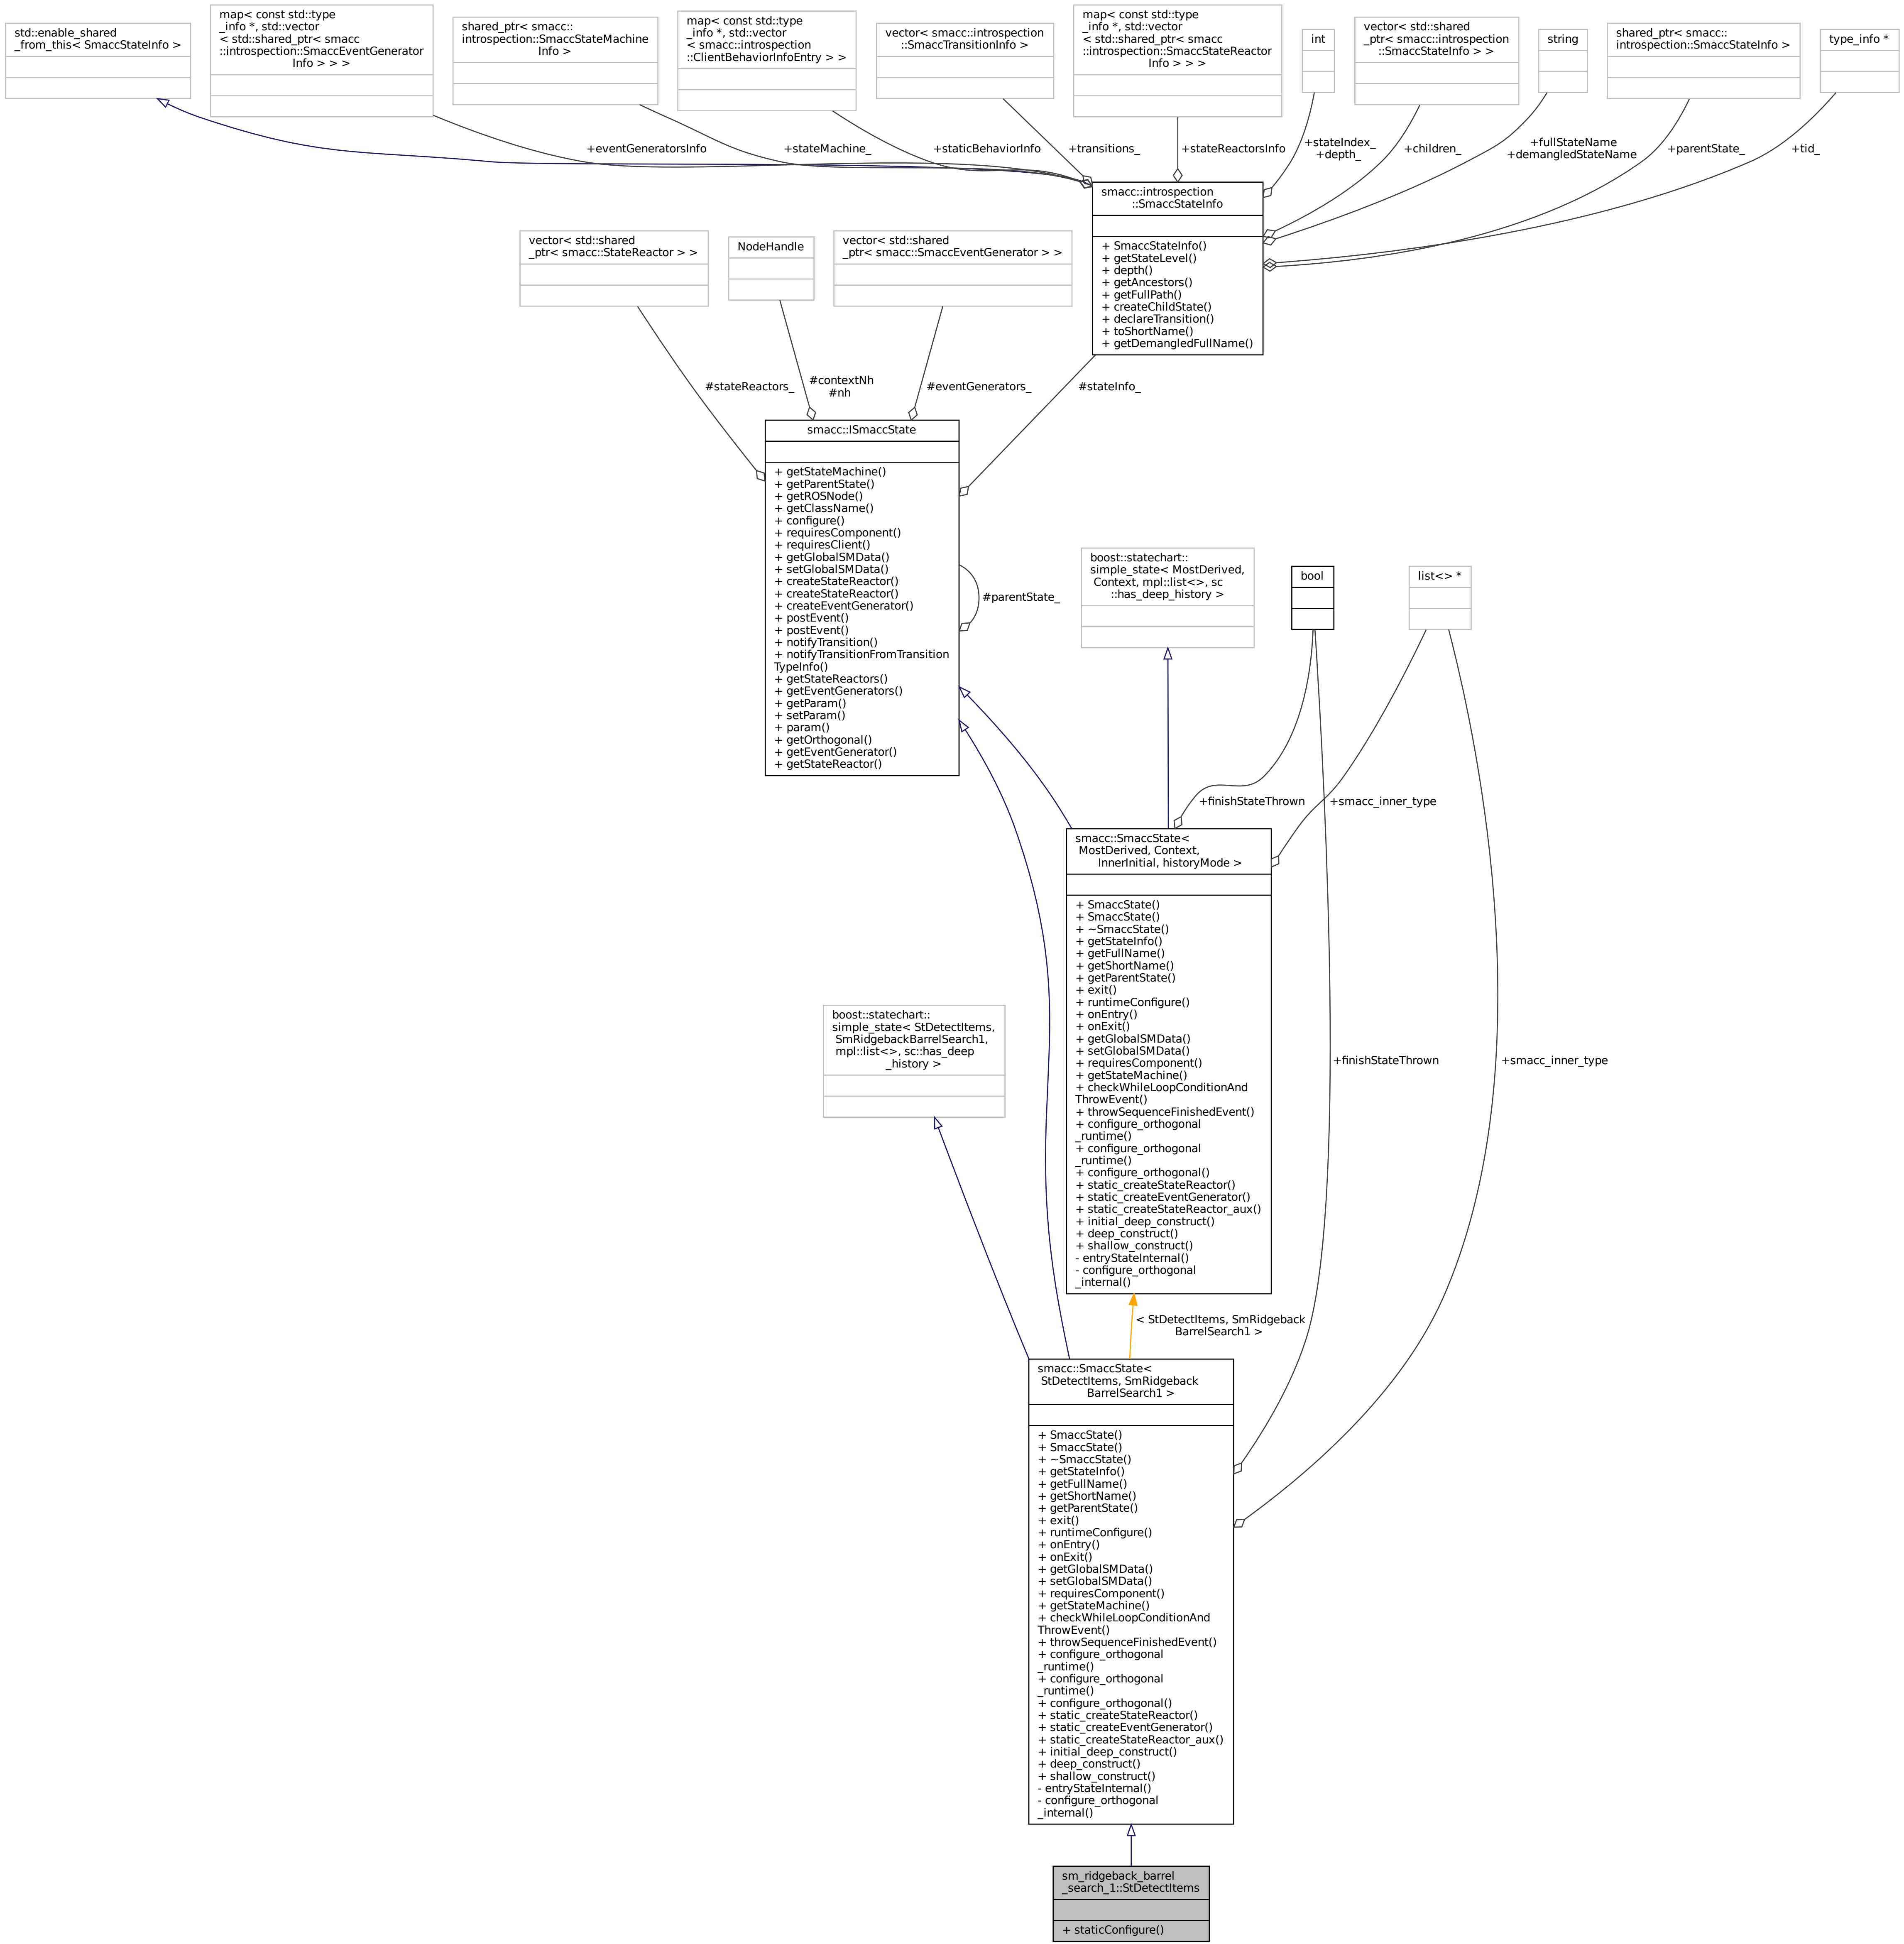 std::enable_shared
_from_this< SmaccStateInfo >
map< const std::type
_info *, std::vector
< std::shared_ptr< smacc
::introspection::SmaccEventGenerator
Info > > >
shared_ptr< smacc::
introspection::SmaccStateMachine
Info >
map< const std::type
_info *, std::vector
< smacc::introspection
::ClientBehaviorInfoEntry > >
vector< smacc::introspection
::SmaccTransitionInfo >
map< const std::type
_info *, std::vector
< std::shared_ptr< smacc
::introspection::SmaccStateReactor
Info > > >
int
vector< std::shared
_ptr< smacc::introspection
::SmaccStateInfo > >
string
shared_ptr< smacc::
introspection::SmaccStateInfo >
type_info *
+eventGeneratorsInfo
+stateMachine_
+staticBehaviorInfo
+transitions_
+stateReactorsInfo
+stateIndex_
+depth_
+children_
+fullStateName
+demangledStateName
+parentState_
+tid_
smacc::introspection
::SmaccStateInfo
+ SmaccStateInfo()
+ getStateLevel()
+ depth()
+ getAncestors()
+ getFullPath()
+ createChildState()
+ declareTransition()
+ toShortName()
+ getDemangledFullName()
vector< std::shared
_ptr< smacc::StateReactor > >
NodeHandle
vector< std::shared
_ptr< smacc::SmaccEventGenerator > >
#stateReactors_
#contextNh
#nh
#eventGenerators_
#stateInfo_
smacc::ISmaccState
+ getStateMachine()
+ getParentState()
+ getROSNode()
+ getClassName()
+ configure()
+ requiresComponent()
+ requiresClient()
+ getGlobalSMData()
+ setGlobalSMData()
+ createStateReactor()
+ createStateReactor()
+ createEventGenerator()
+ postEvent()
+ postEvent()
+ notifyTransition()
+ notifyTransitionFromTransition
TypeInfo()
+ getStateReactors()
+ getEventGenerators()
+ getParam()
+ setParam()
+ param()
+ getOrthogonal()
+ getEventGenerator()
+ getStateReactor()
#parentState_
boost::statechart::
simple_state< MostDerived,
Context, mpl::list<>, sc
::has_deep_history >
bool
list<> *
+finishStateThrown
+smacc_inner_type
smacc::SmaccState<
MostDerived, Context,
InnerInitial, historyMode >
+ SmaccState()
+ SmaccState()
+ ~SmaccState()
+ getStateInfo()
+ getFullName()
+ getShortName()
+ getParentState()
+ exit()
+ runtimeConfigure()
+ onEntry()
+ onExit()
+ getGlobalSMData()
+ setGlobalSMData()
+ requiresComponent()
+ getStateMachine()
+ checkWhileLoopConditionAnd
ThrowEvent()
+ throwSequenceFinishedEvent()
+ configure_orthogonal
_runtime()
+ configure_orthogonal
_runtime()
+ configure_orthogonal()
+ static_createStateReactor()
+ static_createEventGenerator()
+ static_createStateReactor_aux()
+ initial_deep_construct()
+ deep_construct()
+ shallow_construct()
- entryStateInternal()
- configure_orthogonal
_internal()
boost::statechart::
simple_state< StDetectItems,
SmRidgebackBarrelSearch1,
mpl::list<>, sc::has_deep
_history >
+finishStateThrown
+smacc_inner_type
< StDetectItems, SmRidgeback
BarrelSearch1 >
smacc::SmaccState<
StDetectItems, SmRidgeback
BarrelSearch1 >
+ SmaccState()
+ SmaccState()
+ ~SmaccState()
+ getStateInfo()
+ getFullName()
+ getShortName()
+ getParentState()
+ exit()
+ runtimeConfigure()
+ onEntry()
+ onExit()
+ getGlobalSMData()
+ setGlobalSMData()
+ requiresComponent()
+ getStateMachine()
+ checkWhileLoopConditionAnd
ThrowEvent()
+ throwSequenceFinishedEvent()
+ configure_orthogonal
_runtime()
+ configure_orthogonal
_runtime()
+ configure_orthogonal()
+ static_createStateReactor()
+ static_createEventGenerator()
+ static_createStateReactor_aux()
+ initial_deep_construct()
+ deep_construct()
+ shallow_construct()
- entryStateInternal()
- configure_orthogonal
_internal()
sm_ridgeback_barrel
_search_1::StDetectItems
+ staticConfigure()